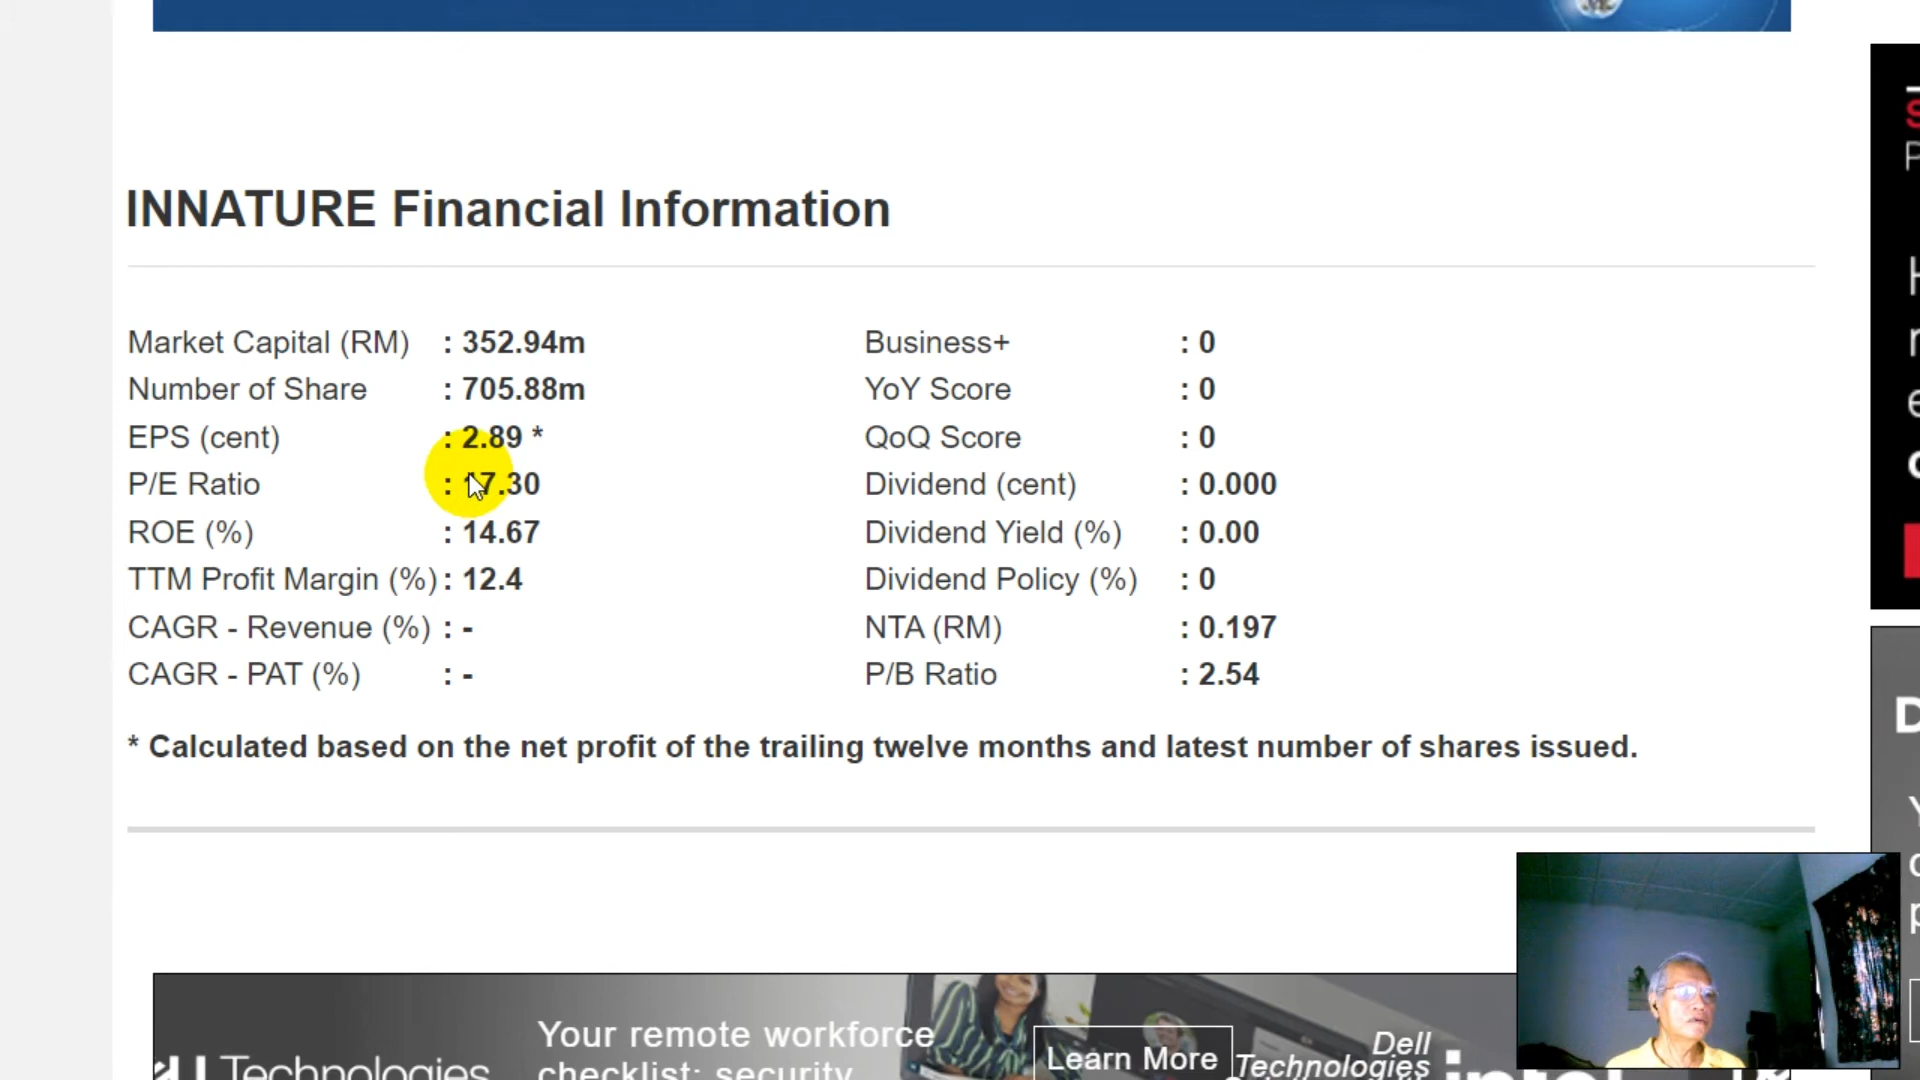 INNATURE Financial Information
Market Capital (RM) : 352.94m
Number of Share : 705.88m
EPS (cent) : 2.89 *
P/E Ratio : 17.30
ROE (%) : 14.67
TTM Profit Margin (%) : 12.4
CAGR - Revenue (%) : -
CAGR - PAT (%) : -
Business+ : 0
YoY Score : 0
QoQ Score : 0
Dividend (cent) : 0.000
Dividend Yield (%) : 0.00
Dividend Policy (%) : 0
NTA (RM) : 0.197
P/B Ratio : 2.54
* Calculated based on the net profit of the trailing twelve months and latest number of shares issued.
Technologies
Your remote workforce
checklist: security
Learn More
Dell
Technologies